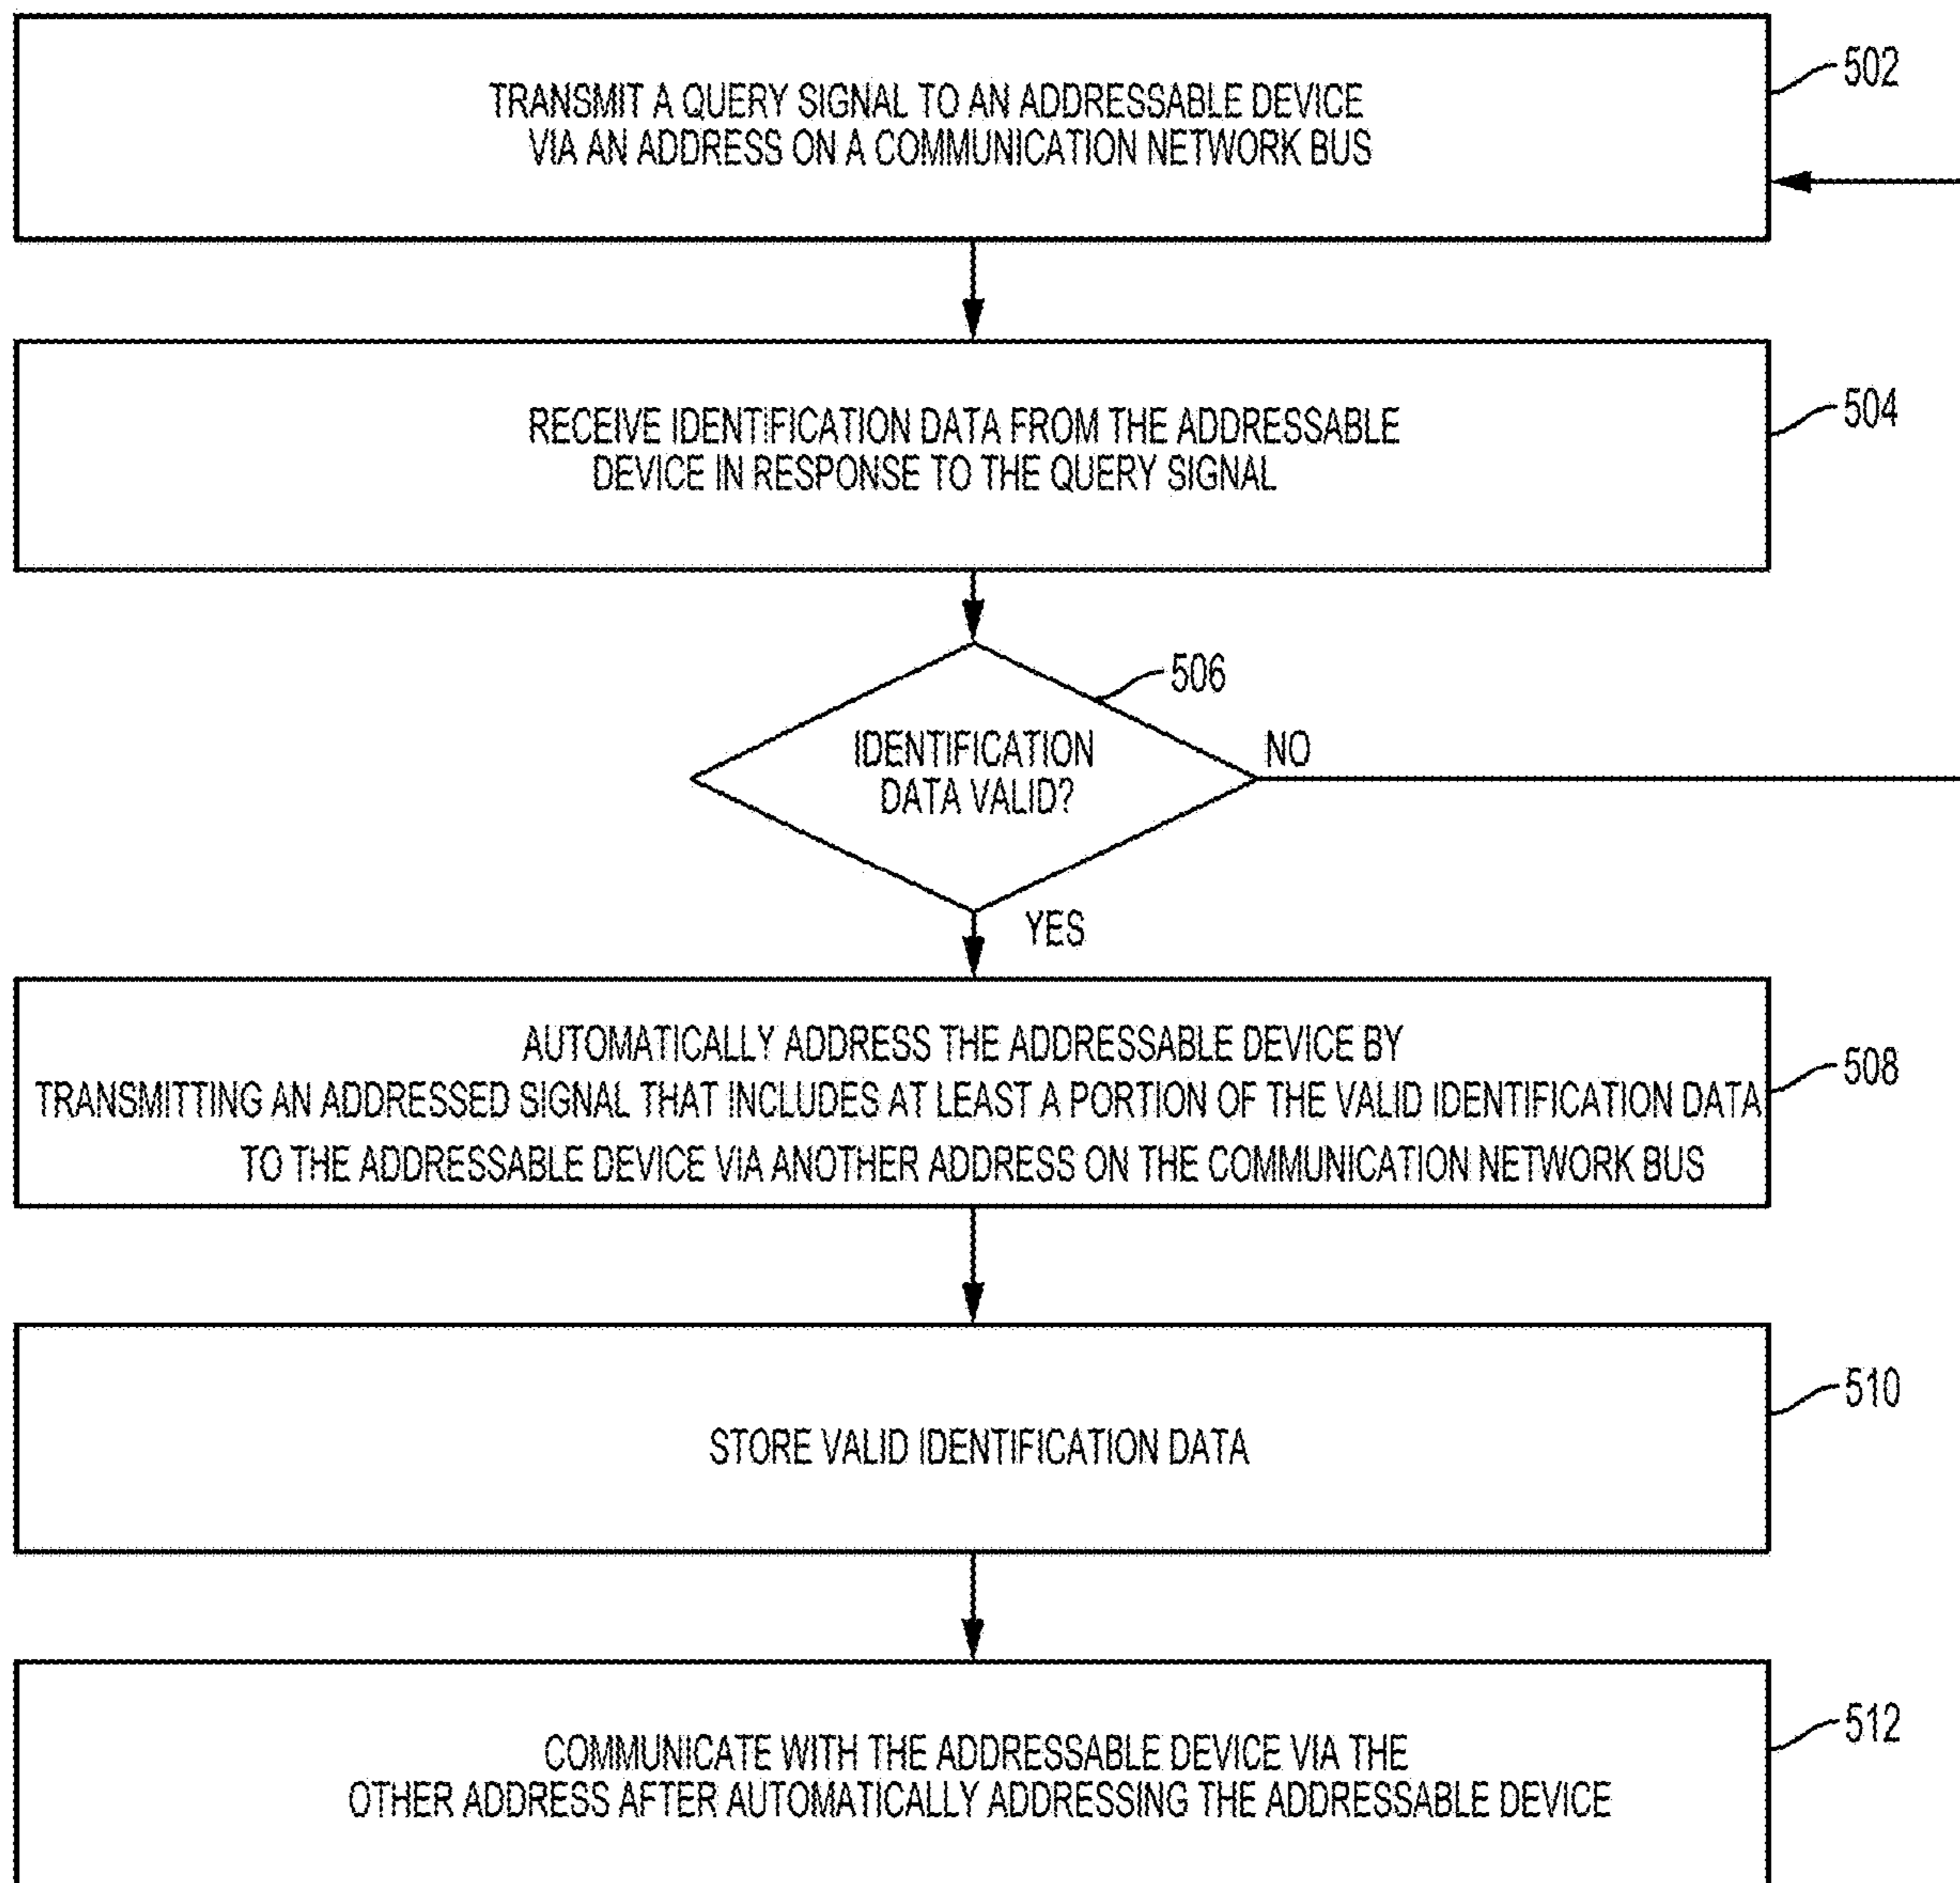 TRANSMIT A QUERY SIGNAL TO AN ADDRESSABLE DEVICE
VIA AN ADDRESS ON A COMMUNICATION NETWORK BUS
502
RECEIVE IDENTIFICATION DATA FROM THE ADDRESSABLE
DEVICE IN RESPONSE TO THE QUERY SIGNAL
504
506
IDENTIFICATION
DATA VALID?
NO
YES
AUTOMATICALLY ADDRESS THE ADDRESSABLE DEVICE BY
TRANSMITTING AN ADDRESSED SIGNAL THAT INCLUDES AT LEAST A PORTION OF THE VALID IDENTIFICATION DATA
TO THE ADDRESSABLE DEVICE VIA ANOTHER ADDRESS ON THE COMMUNICATION NETWORK BUS
508
STORE VALID IDENTIFICATION DATA
510
COMMUNICATE WITH THE ADDRESSABLE DEVICE VIA THE
OTHER ADDRESS AFTER AUTOMATICALLY ADDRESSING THE ADDRESSABLE DEVICE
512